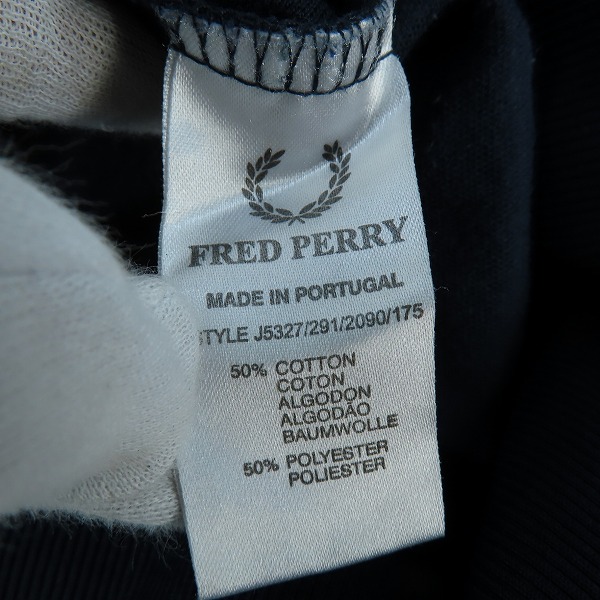 FRED PERRY
MADE IN PORTUGAL
STYLE J5327/291/2090/175
50% COTTON
COTON
ALGODON
ALGODÃO
BAUMWOLLE
50% POLYESTER
POLIESTER